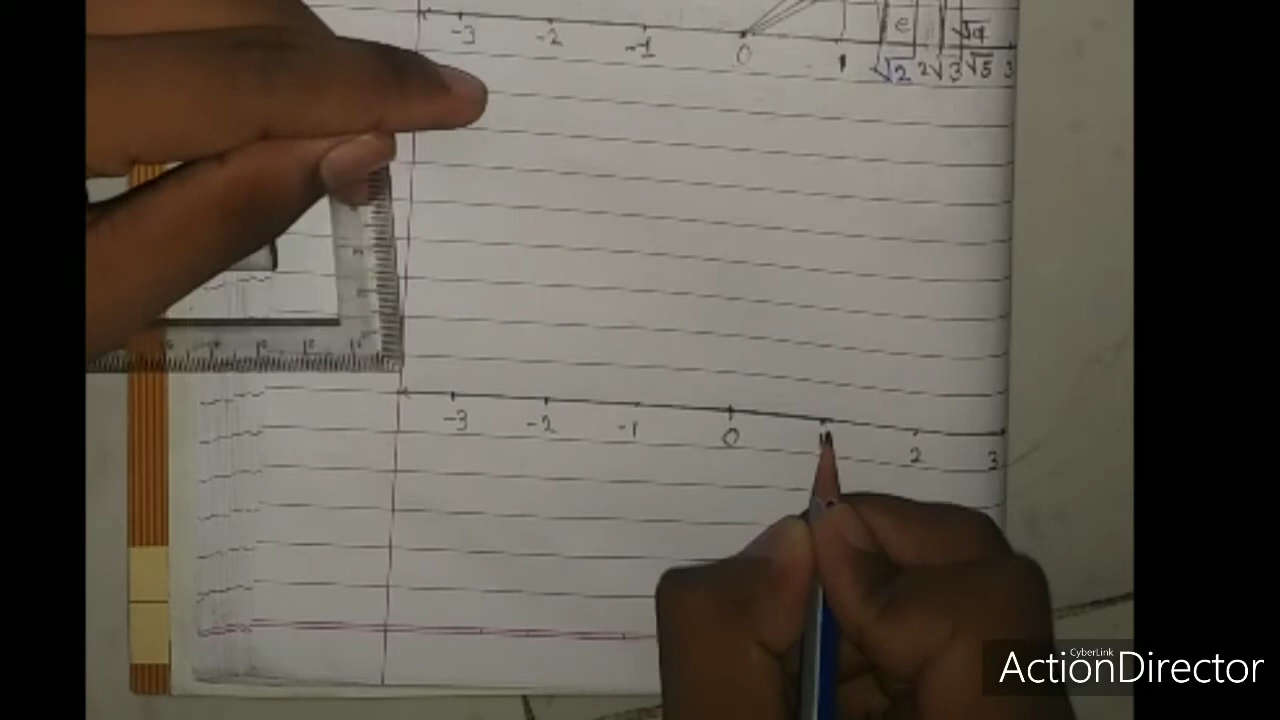 e
√4
-3 -2 -1 0 1 √2 2 √3 √5 3
-3 -2 -1 0 1 2 3
CyberLink
ActionDirector